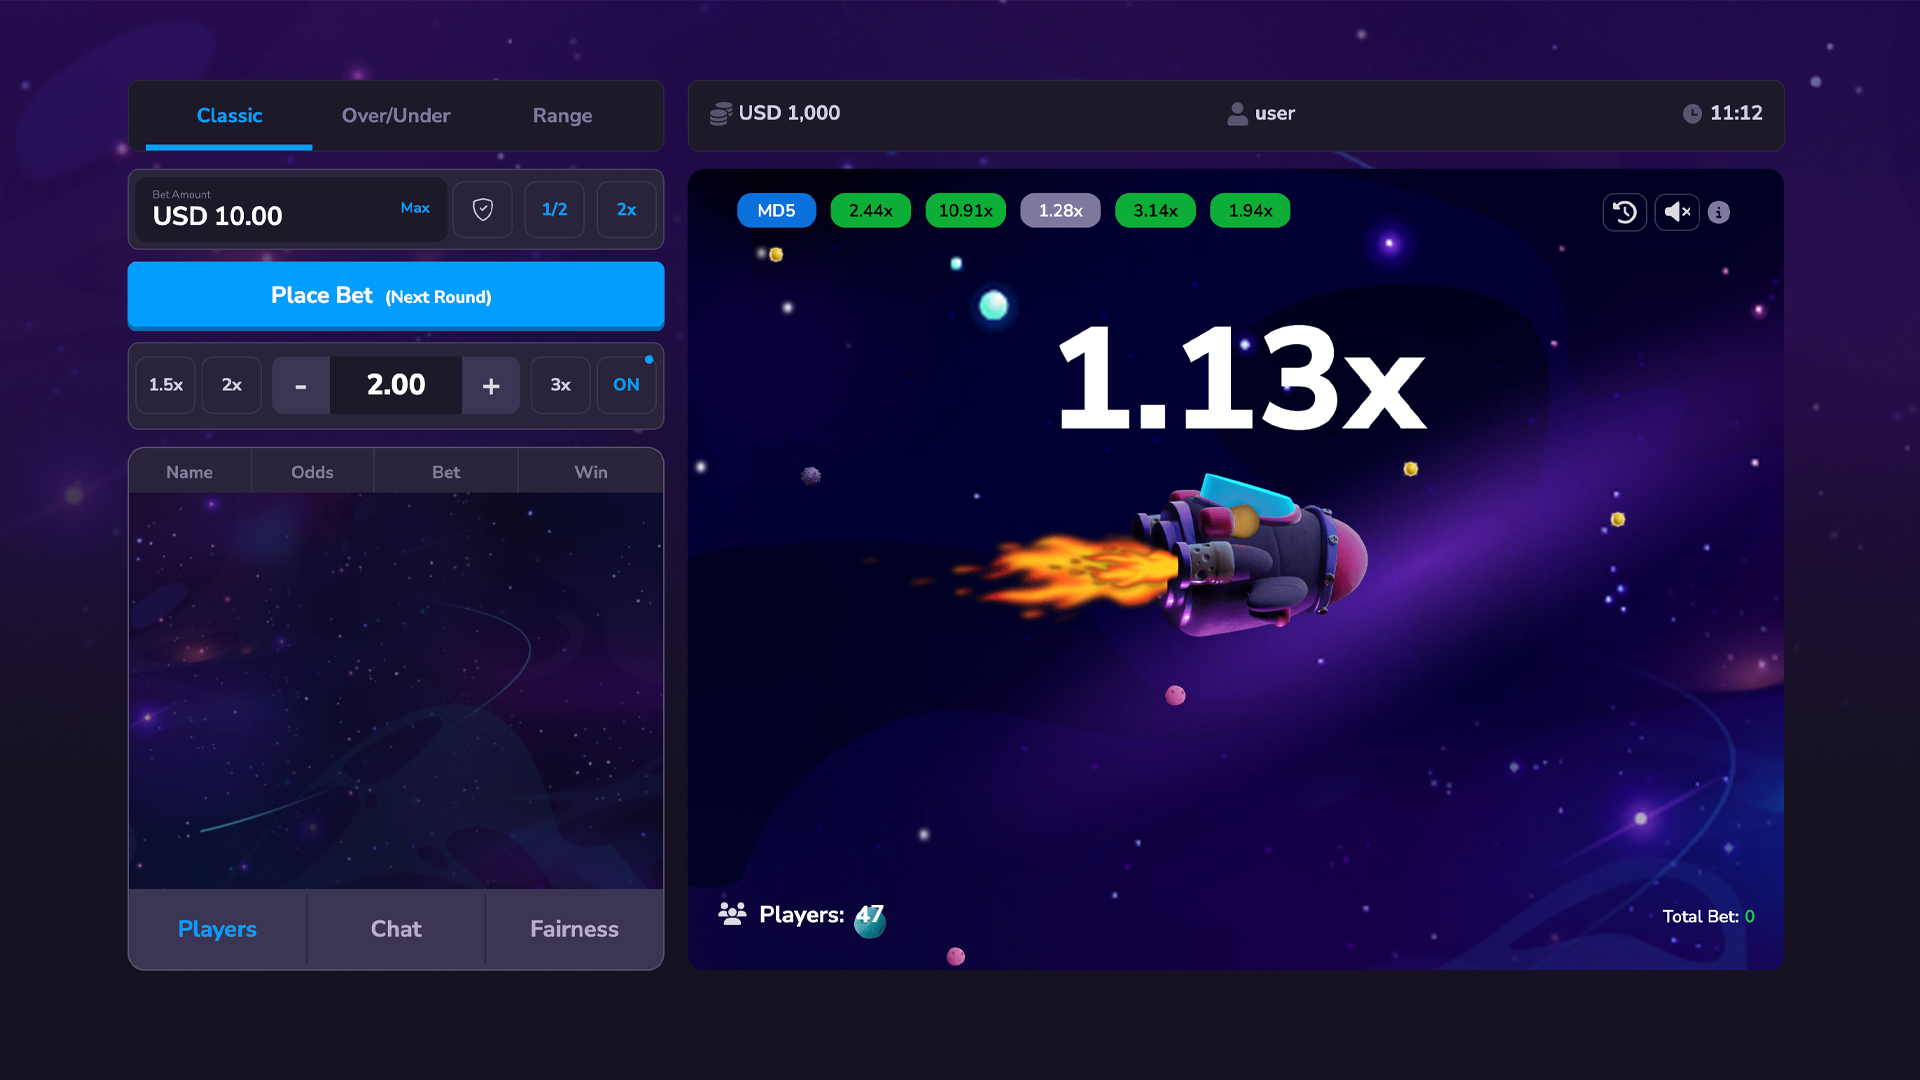 Classic Over/Under Range
USD 1,000 user 11:12
Bet Amount
USD 10.00 Max 1/2 2x
Place Bet (Next Round)
1.5x 2x - 2.00 + 3x ON
Name Odds Bet Win
Players Chat Fairness
MD5 2.44x 10.91x 1.28x 3.14x 1.94x
1.13x
Players: 47
Total Bet: 0